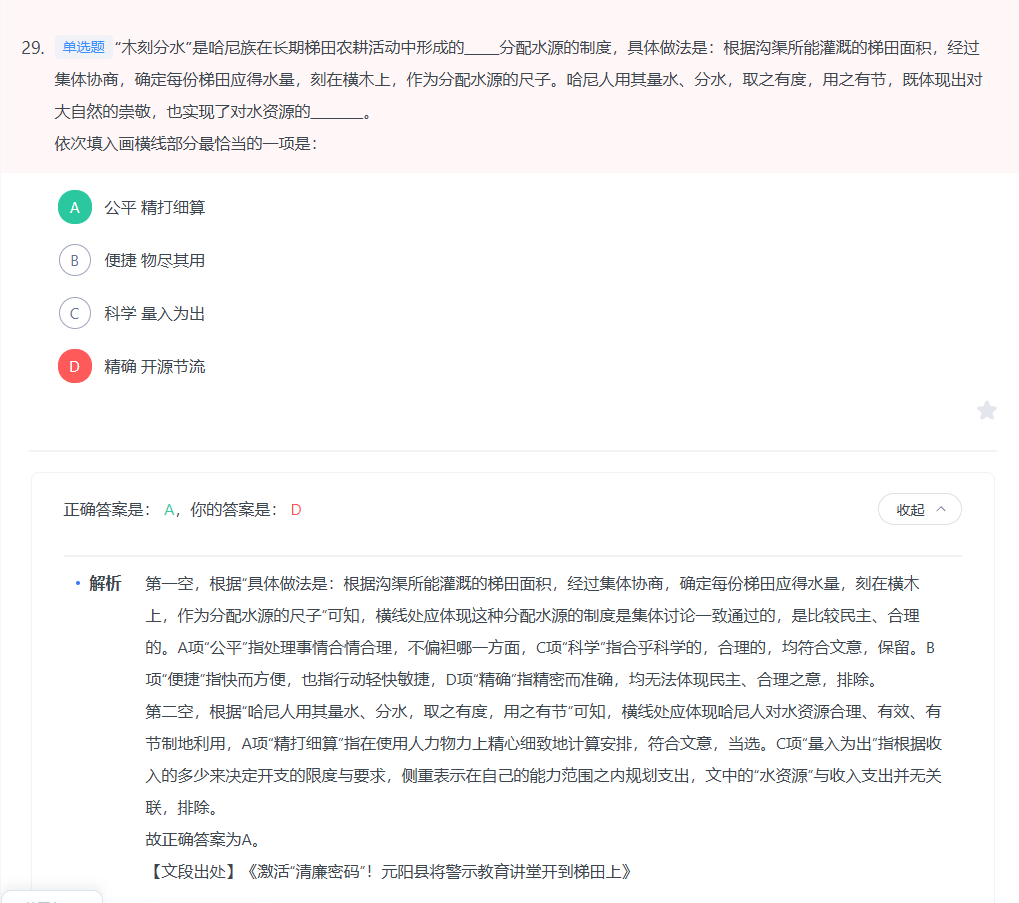 29. 单选题 “木刻分水”是哈尼族在长期梯田农耕活动中形成的____分配水源的制度，具体做法是：根据沟渠所能灌溉的梯田面积，经过
集体协商，确定每份梯田应得水量，刻在横木上，作为分配水源的尺子。哈尼人用其量水、分水，取之有度，用之有节，既体现出对
大自然的崇敬，也实现了对水资源的______。
依次填入画横线部分最恰当的一项是：
A 公平 精打细算
B 便捷 物尽其用
C 科学 量入为出
D 精确 开源节流
正确答案是： A，你的答案是： D
收起
解析 第一空，根据“具体做法是：根据沟渠所能灌溉的梯田面积，经过集体协商，确定每份梯田应得水量，刻在横木
上，作为分配水源的尺子”可知，横线处应体现这种分配水源的制度是集体讨论一致通过的，是比较民主、合理
的。A项“公平”指处理事情合情合理，不偏袒哪一方面，C项“科学”指合乎科学的，合理的，均符合文意，保留。B
项“便捷”指快而方便，也指行动轻快敏捷，D项“精确”指精密而准确，均无法体现民主、合理之意，排除。
第二空，根据“哈尼人用其量水、分水，取之有度，用之有节”可知，横线处应体现哈尼人对水资源合理、有效、有
节制地利用，A项“精打细算”指在使用人力物力上精心细致地计算安排，符合文意，当选。C项“量入为出”指根据收
入的多少来决定开支的限度与要求，侧重表示在自己的能力范围之内规划支出，文中的“水资源”与收入支出并无关
联，排除。
故正确答案为A。
【文段出处】《激活“清廉密码”！元阳县将警示教育讲堂开到梯田上》